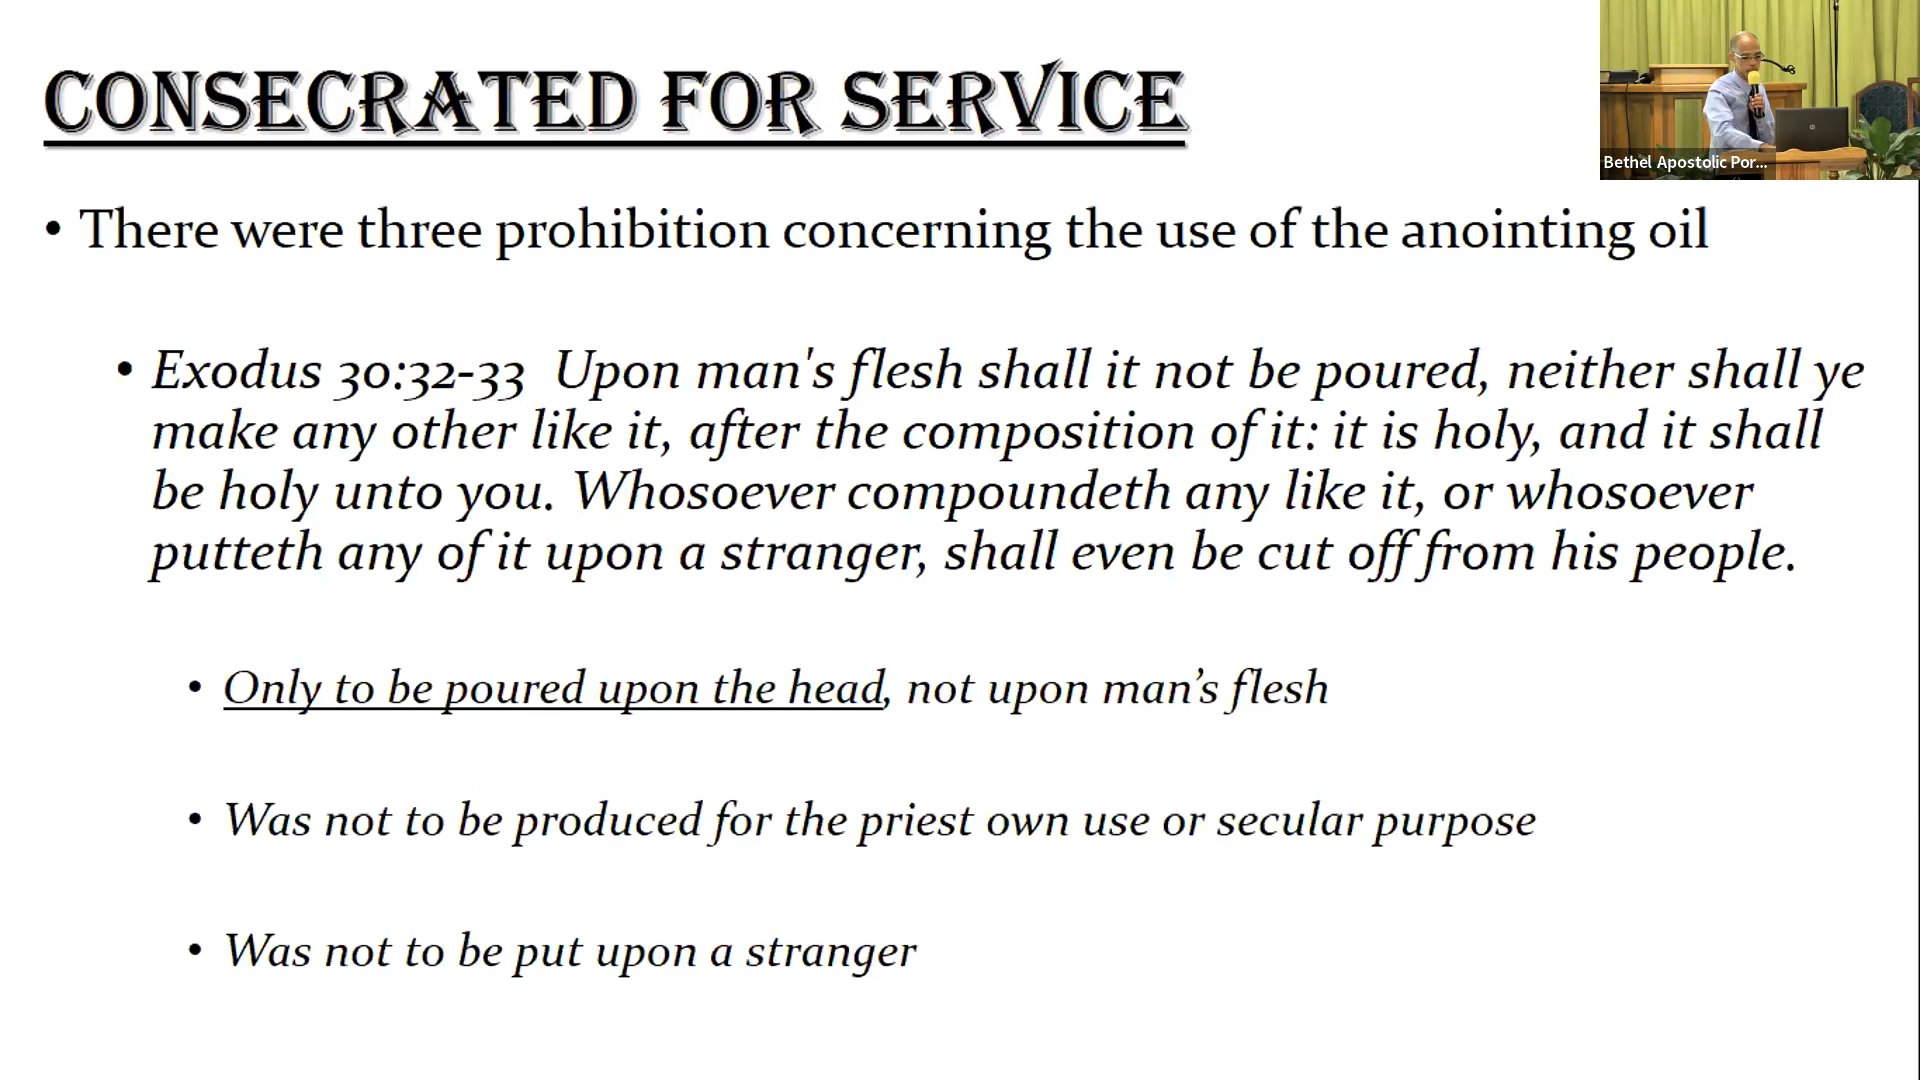 CONSECRATED FOR SERVICE
Bethel Apostolic Por...
• There were three prohibition concerning the use of the anointing oil
• Exodus 30:32-33  Upon man's flesh shall it not be poured, neither shall ye
make any other like it, after the composition of it: it is holy, and it shall
be holy unto you. Whosoever compoundeth any like it, or whosoever
putteth any of it upon a stranger, shall even be cut off from his people.
• Only to be poured upon the head, not upon man’s flesh
• Was not to be produced for the priest own use or secular purpose
• Was not to be put upon a stranger